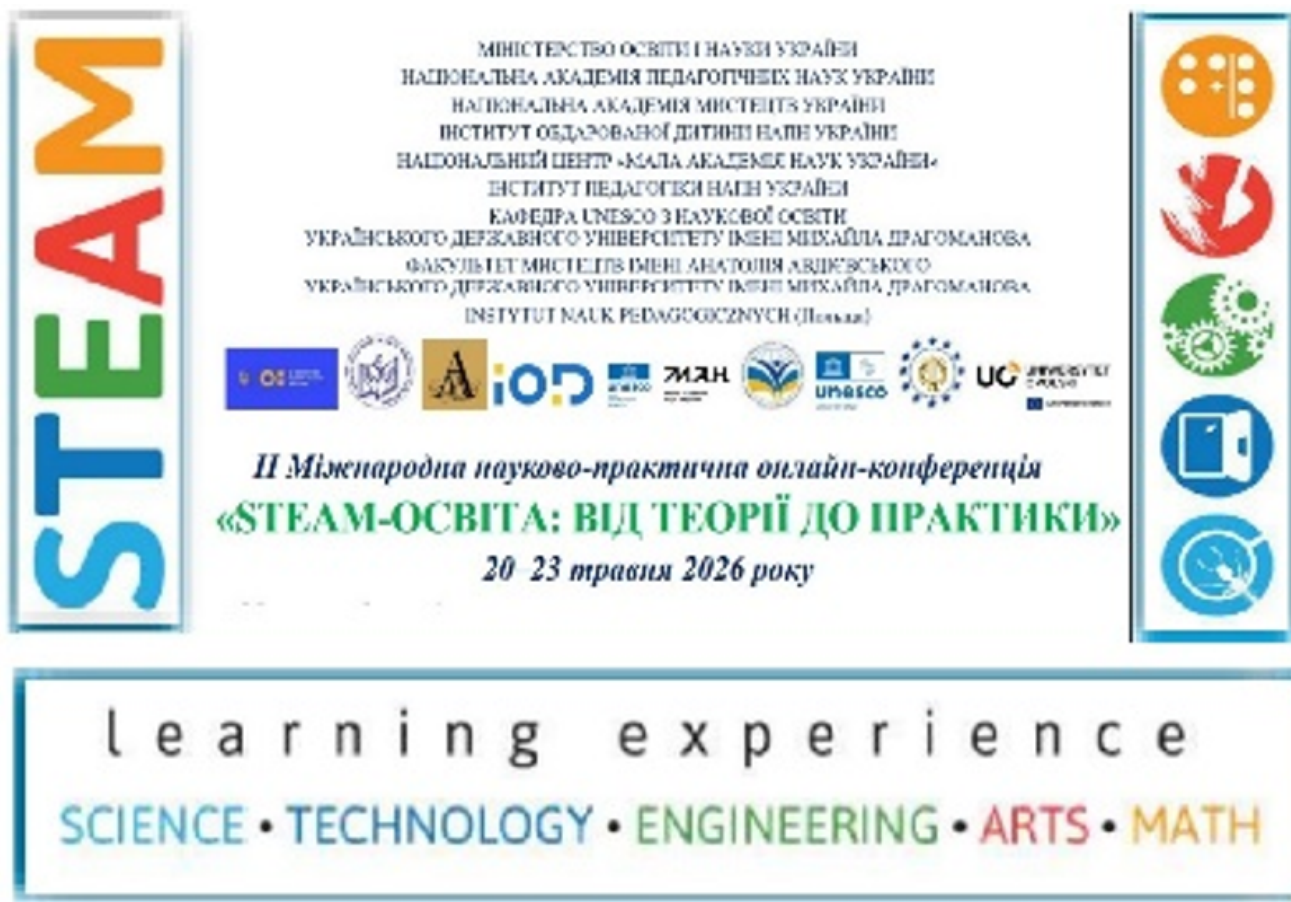 STEAM
МІНІСТЕРСТВО ОСВІТИ І НАУКИ УКРАЇНИ
НАЦІОНАЛЬНА АКАДЕМІЯ ПЕДАГОГІЧНИХ НАУК УКРАЇНИ
НАЦІОНАЛЬНА АКАДЕМІЯ МИСТЕЦТВ УКРАЇНИ
ІНСТИТУТ ОБДАРОВАНОЇ ДИТИНИ НАПН УКРАЇНИ
НАЦІОНАЛЬНИЙ ЦЕНТР «МАЛА АКАДЕМІЯ НАУК УКРАЇНИ»
ІНСТИТУТ ПЕДАГОГІКИ НАПН УКРАЇНИ
КАФЕДРА UNESCO З НАУКОВОЇ ОСВІТИ
УКРАЇНСЬКОГО ДЕРЖАВНОГО УНІВЕРСИТЕТУ ІМЕНІ МИХАЙЛА ДРАГОМАНОВА
ФАКУЛЬТЕТ МИСТЕЦТВ ІМЕНІ АНАТОЛІЯ АВДІЄВСЬКОГО
УКРАЇНСЬКОГО ДЕРЖАВНОГО УНІВЕРСИТЕТУ ІМЕНІ МИХАЙЛА ДРАГОМАНОВА
INSTYTUT NAUK PEDAGOGICZNYCH (Польща)
А іОД unesco МАН unesco UO UNIWERSYTET OPOLSKI
II Міжнародна науково-практична онлайн-конференція
«STEAM-ОСВІТА: ВІД ТЕОРІЇ ДО ПРАКТИКИ»
20–23 травня 2026 року
learning experience
SCIENCE • TECHNOLOGY • ENGINEERING • ARTS • MATH